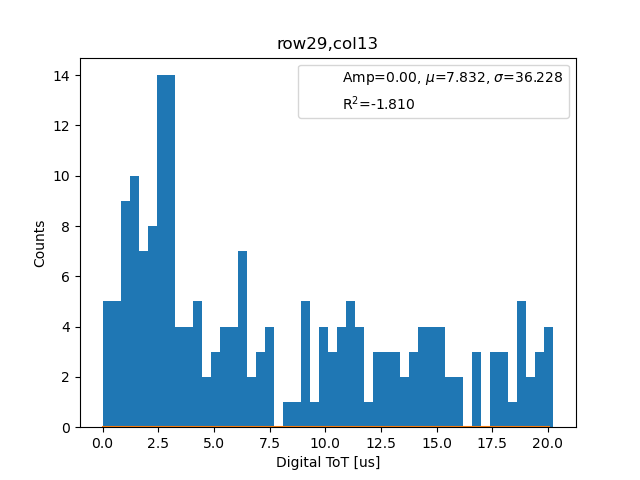 row29,col13
Amp=0.00, μ=7.832, σ=36.228
R²=-1.810
14
12
10
8
6
4
2
0
Counts
0.0 2.5 5.0 7.5 10.0 12.5 15.0 17.5 20.0
Digital ToT [us]